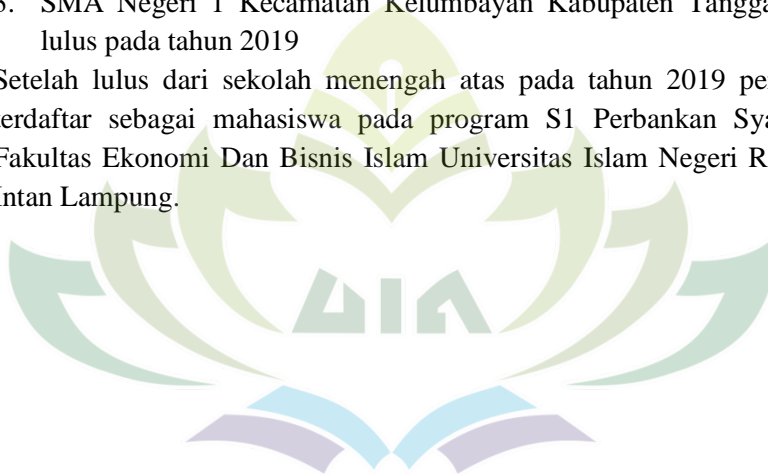 SMA Negeri 1 Kecamatan Kelumbayan Kabupaten Tangga
lulus pada tahun 2019
Setelah lulus dari sekolah menengah atas pada tahun 2019 pe
terdaftar sebagai mahasiswa pada program S1 Perbankan Sya
Fakultas Ekonomi Dan Bisnis Islam Universitas Islam Negeri R
Intan Lampung.
UIN